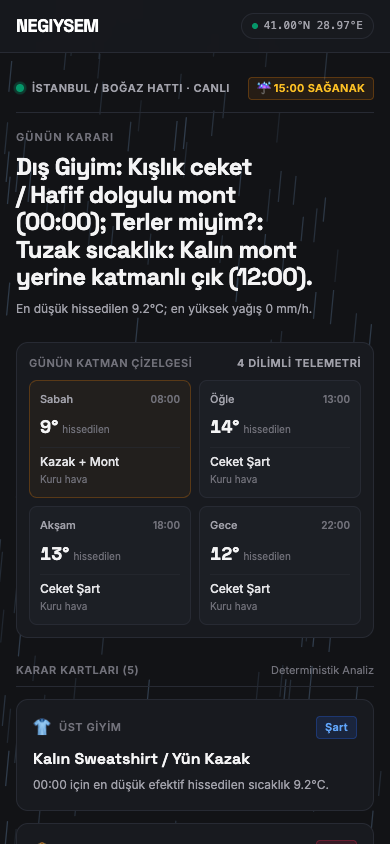 NEGIYSEM
41.00°N 28.97°E
İSTANBUL / BOĞAZ HATTI · CANLI
☔ 15:00 SAĞANAK
GÜNÜN KARARI
Dış Giyim: Kışlık ceket
/ Hafif dolgulu mont
(00:00); Terler miyim?:
Tuzak sıcaklık: Kalın mont
yerine katmanlı çık (12:00).
En düşük hissedilen 9.2°C; en yüksek yağış 0 mm/h.
GÜNÜN KATMAN ÇİZELGESİ
4 DİLİMLİ TELEMETRİ
Sabah 08:00
9° hissedilen
Kazak + Mont
Kuru hava
Öğle 13:00
14° hissedilen
Ceket Şart
Kuru hava
Akşam 18:00
13° hissedilen
Ceket Şart
Kuru hava
Gece 22:00
12° hissedilen
Ceket Şart
Kuru hava
KARAR KARTLARI (5)
Deterministik Analiz
👕 ÜST GİYİM
Şart
Kalın Sweatshirt / Yün Kazak
00:00 için en düşük efektif hissedilen sıcaklık 9.2°C.